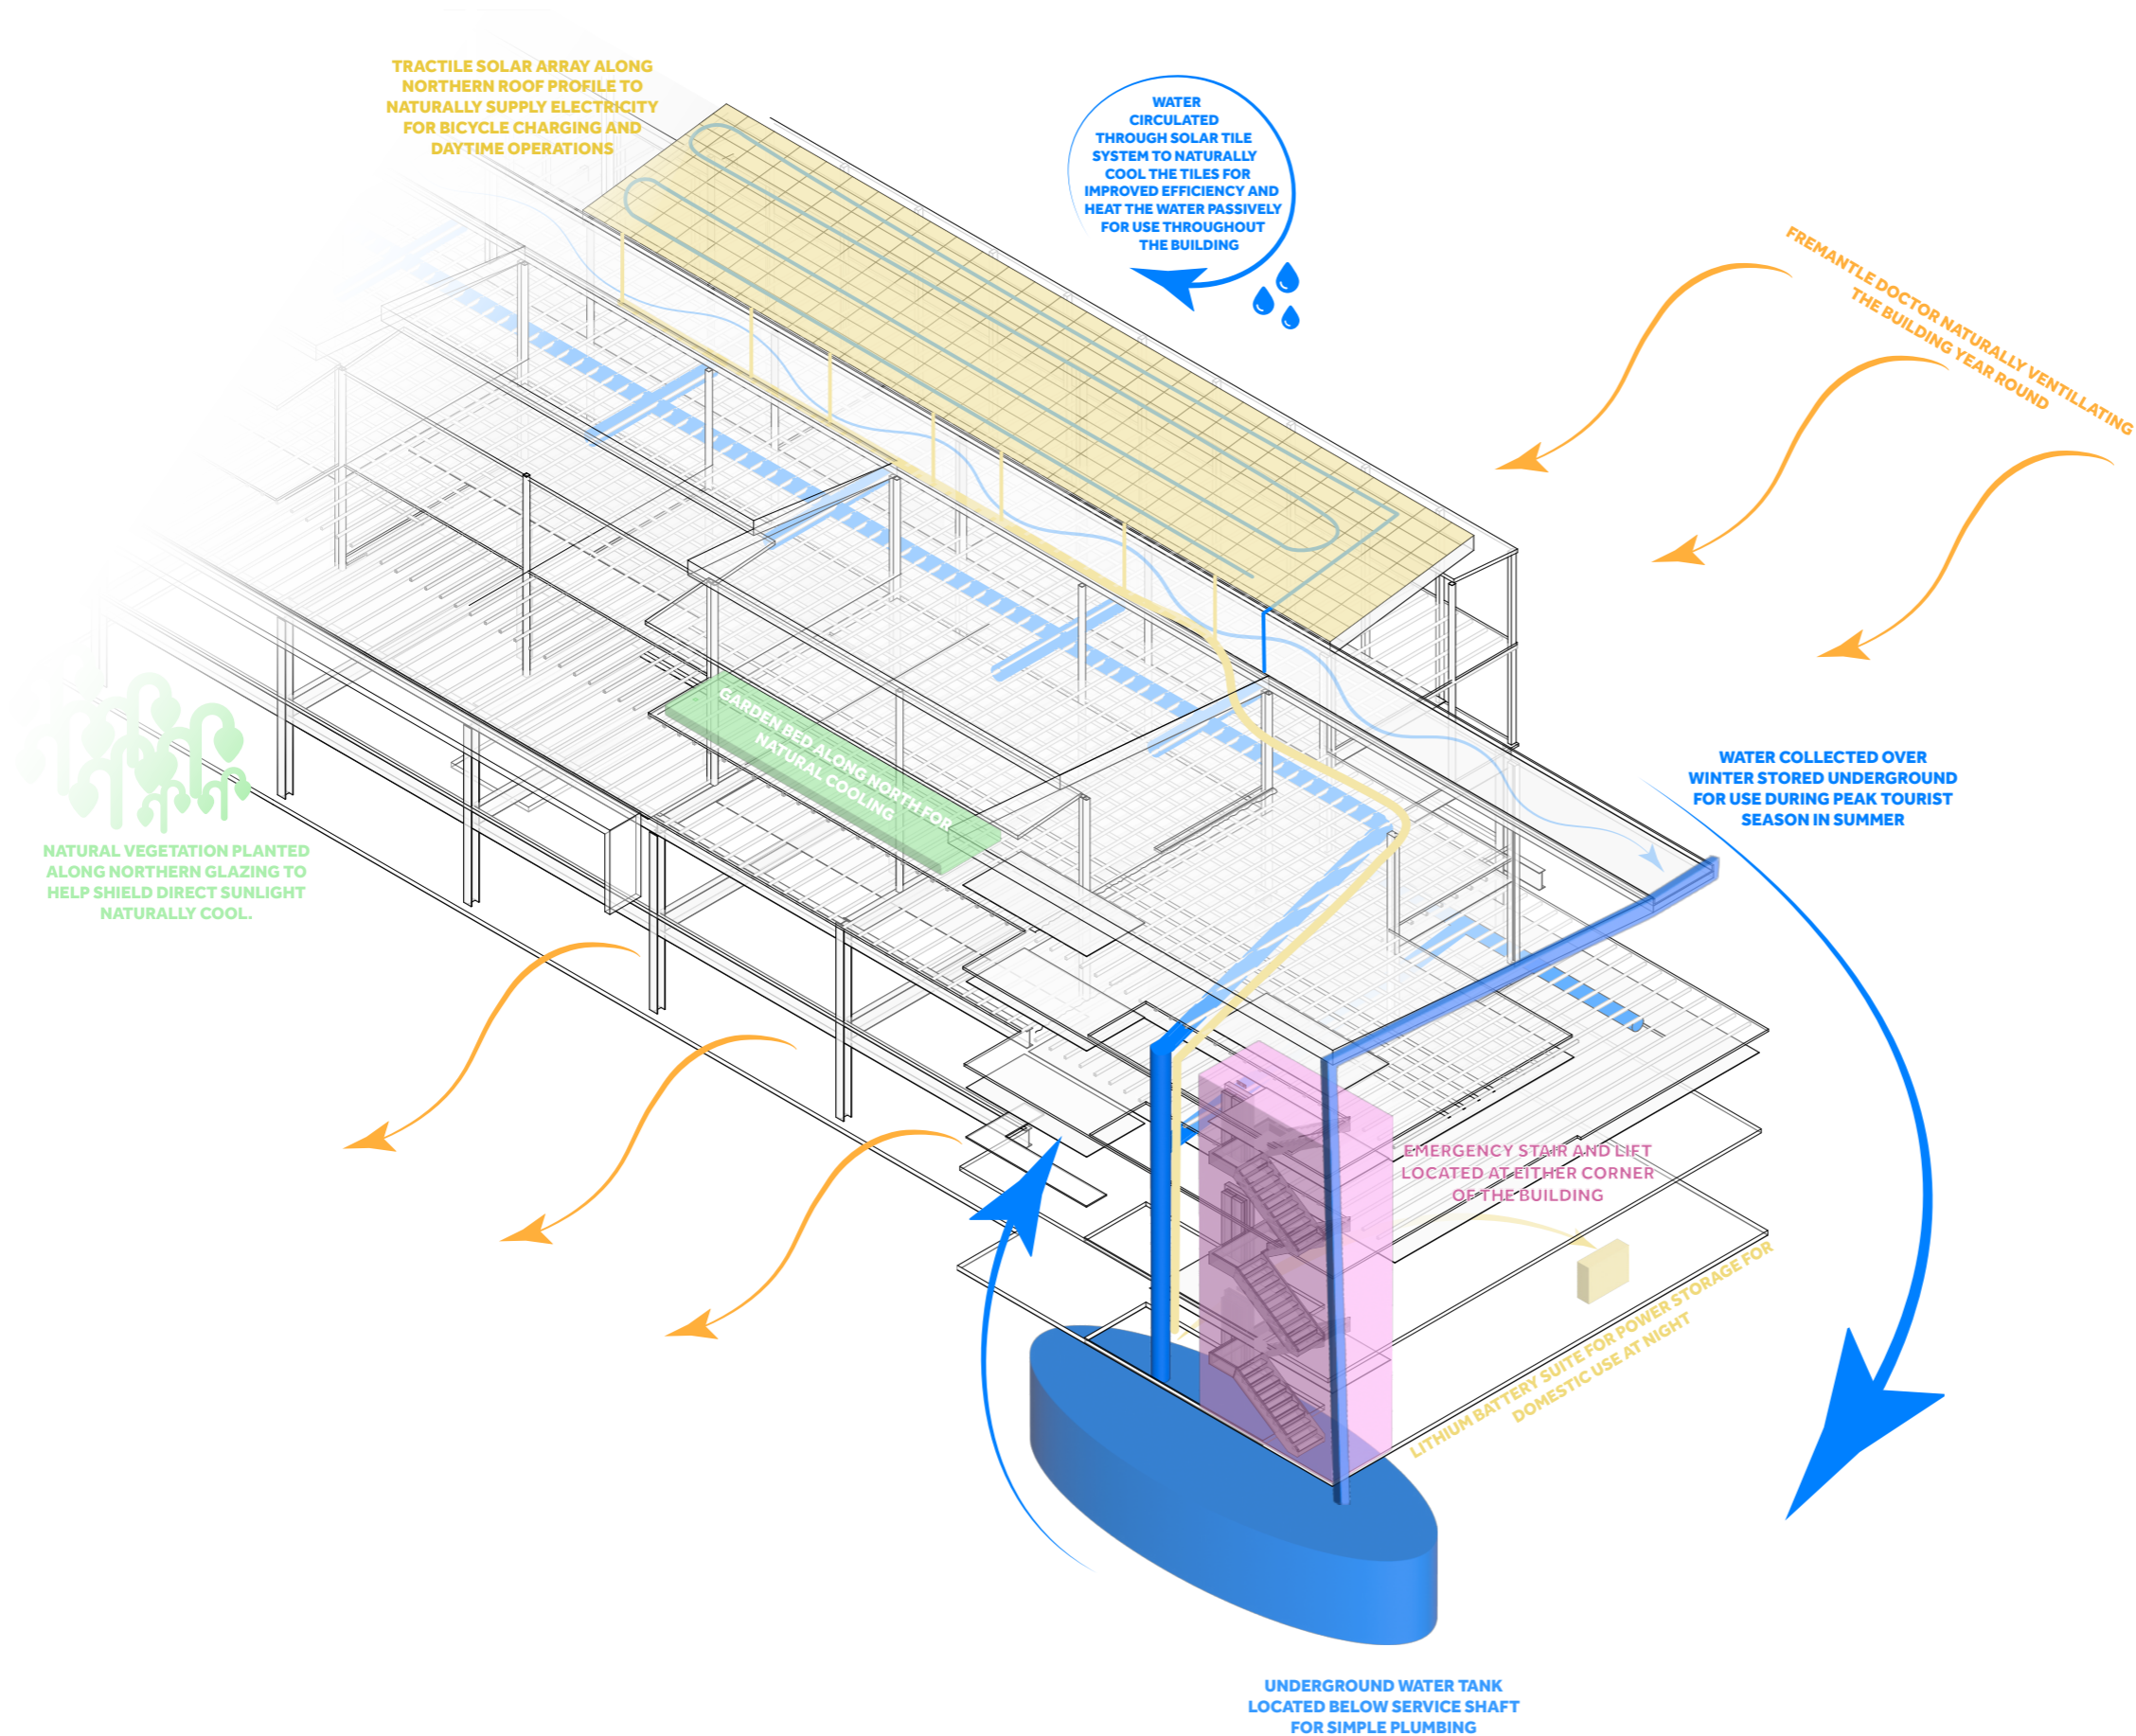 TRACTILE SOLAR ARRAY ALONG
NORTHERN ROOF PROFILE TO
NATURALLY SUPPLY ELECTRICITY
FOR BICYCLE CHARGING AND
DAYTIME OPERATIONS
WATER
CIRCULATED
THROUGH SOLAR TILE
SYSTEM TO NATURALLY
COOL THE TILES FOR
IMPROVED EFFICIENCY AND
HEAT THE WATER PASSIVELY
FOR USE THROUGHOUT
THE BUILDING
FREMANTLE DOCTOR NATURALLY VENTILLATING
THE BUILDING YEAR ROUND
GARDEN BED ALONG NORTH FOR
NATURAL COOLING
WATER COLLECTED OVER
WINTER STORED UNDERGROUND
FOR USE DURING PEAK TOURIST
SEASON IN SUMMER
NATURAL VEGETATION PLANTED
ALONG NORTHERN GLAZING TO
HELP SHIELD DIRECT SUNLIGHT
NATURALLY COOL.
EMERGENCY STAIR AND LIFT
LOCATED AT EITHER CORNER
OF THE BUILDING
LITHIUM BATTERY SUITE FOR POWER STORAGE FOR
DOMESTIC USE AT NIGHT
UNDERGROUND WATER TANK
LOCATED BELOW SERVICE SHAFT
FOR SIMPLE PLUMBING